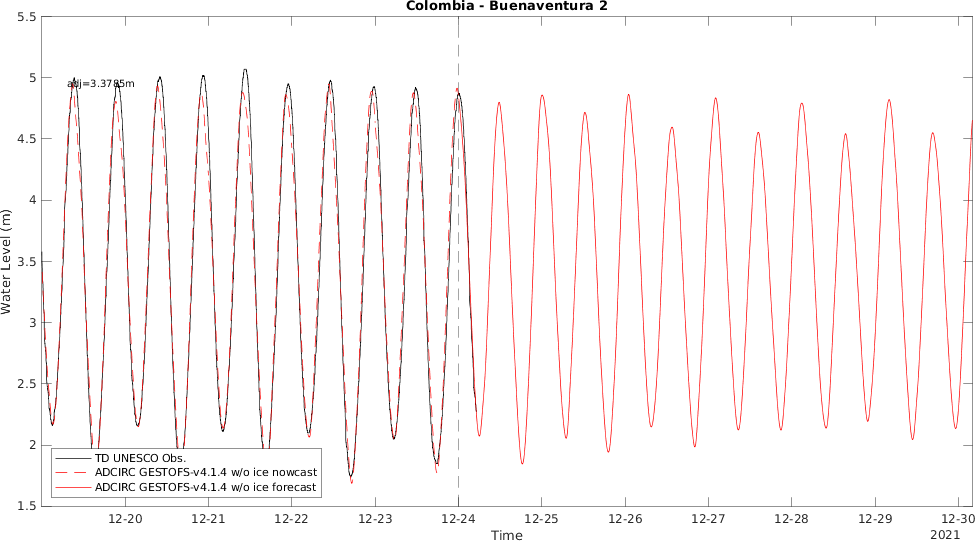 Colombia - Buenaventura 2
5.5
5
4.5
4
3.5
3
2.5
2
1.5
Water Level (m)
adj=3.3785m
TD UNESCO Obs.
ADCIRC GESTOFS-v4.1.4 w/o ice nowcast
ADCIRC GESTOFS-v4.1.4 w/o ice forecast
12-20 12-21 12-22 12-23 12-24 12-25 12-26 12-27 12-28 12-29 12-30
Time
2021